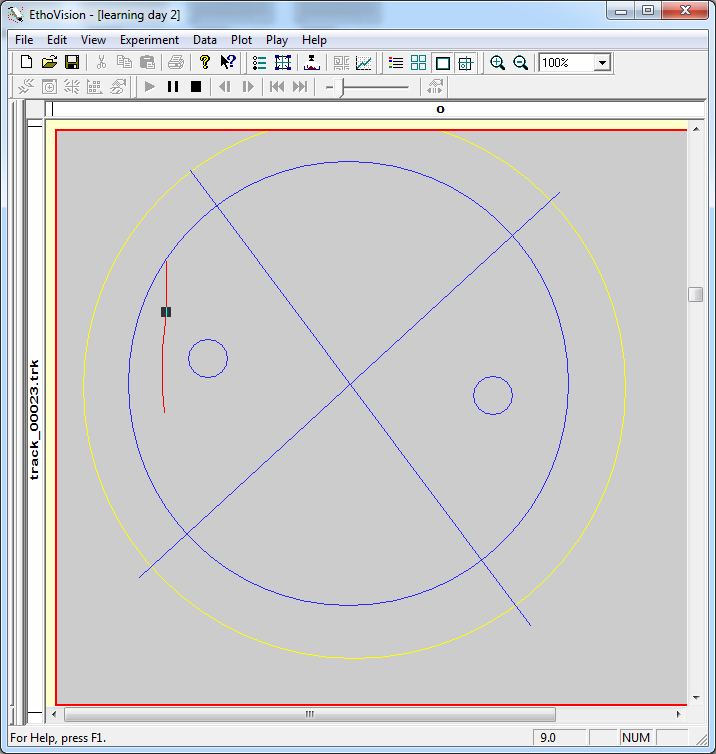 EthoVision - [learning day 2]
File Edit View Experiment Data Plot Play Help
100%
O
track_00023.trk
For Help, press F1.
9.0
NUM